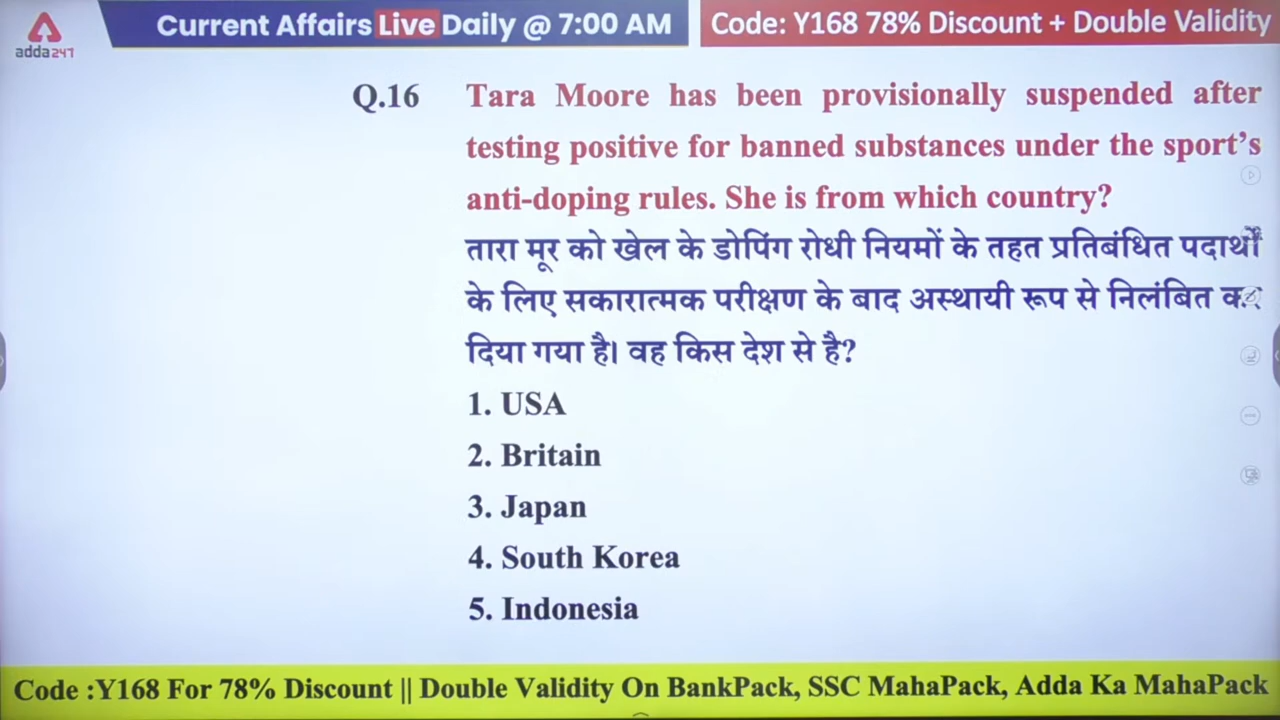 adda247
Current Affairs Live Daily @ 7:00 AM
Code: Y168 78% Discount + Double Validity
Q.16 Tara Moore has been provisionally suspended after
testing positive for banned substances under the sport’s
anti-doping rules. She is from which country?
तारा मूर को खेल के डोपिंग रोधी नियमों के तहत प्रतिबंधित पदार्थों
के लिए सकारात्मक परीक्षण के बाद अस्थायी रूप से निलंबित कर
दिया गया है। वह किस देश से है?
1. USA
2. Britain
3. Japan
4. South Korea
5. Indonesia
Code :Y168 For 78% Discount || Double Validity On BankPack, SSC MahaPack, Adda Ka MahaPack